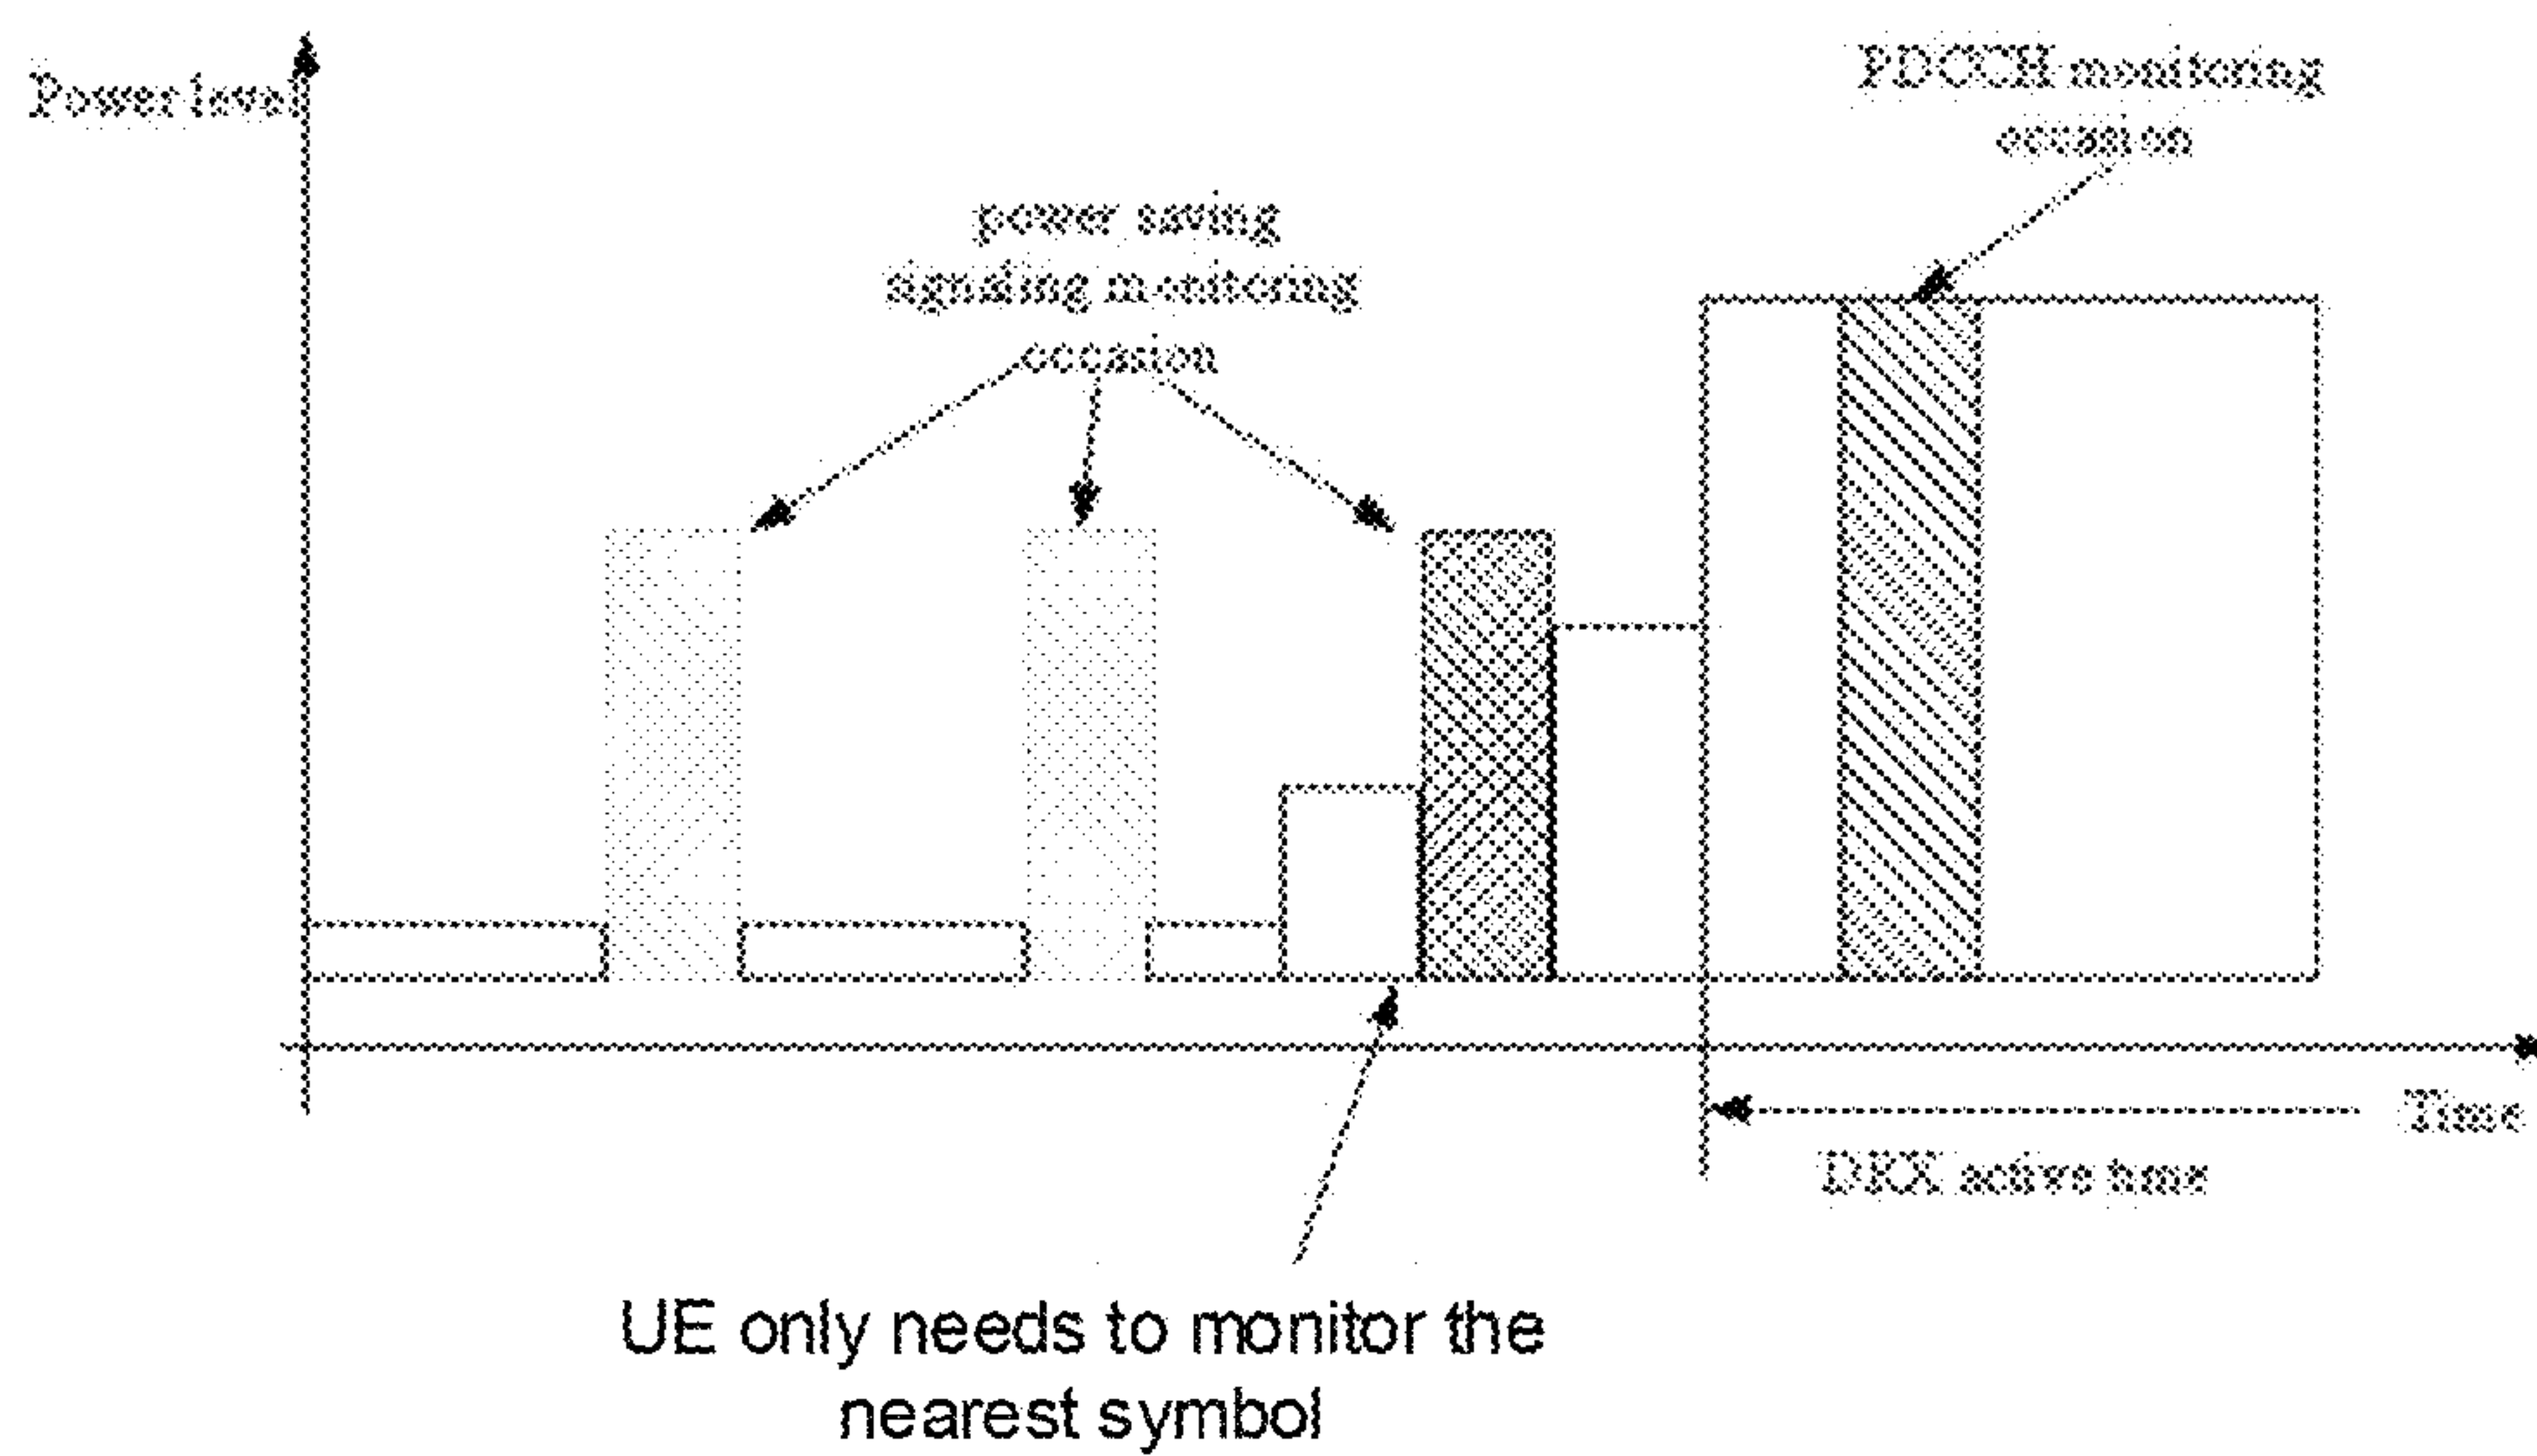 Power level
PDCCH monitoring
occasion
power saving
signaling monitoring
occasion
Time
DRX active time
UE only needs to monitor the
nearest symbol